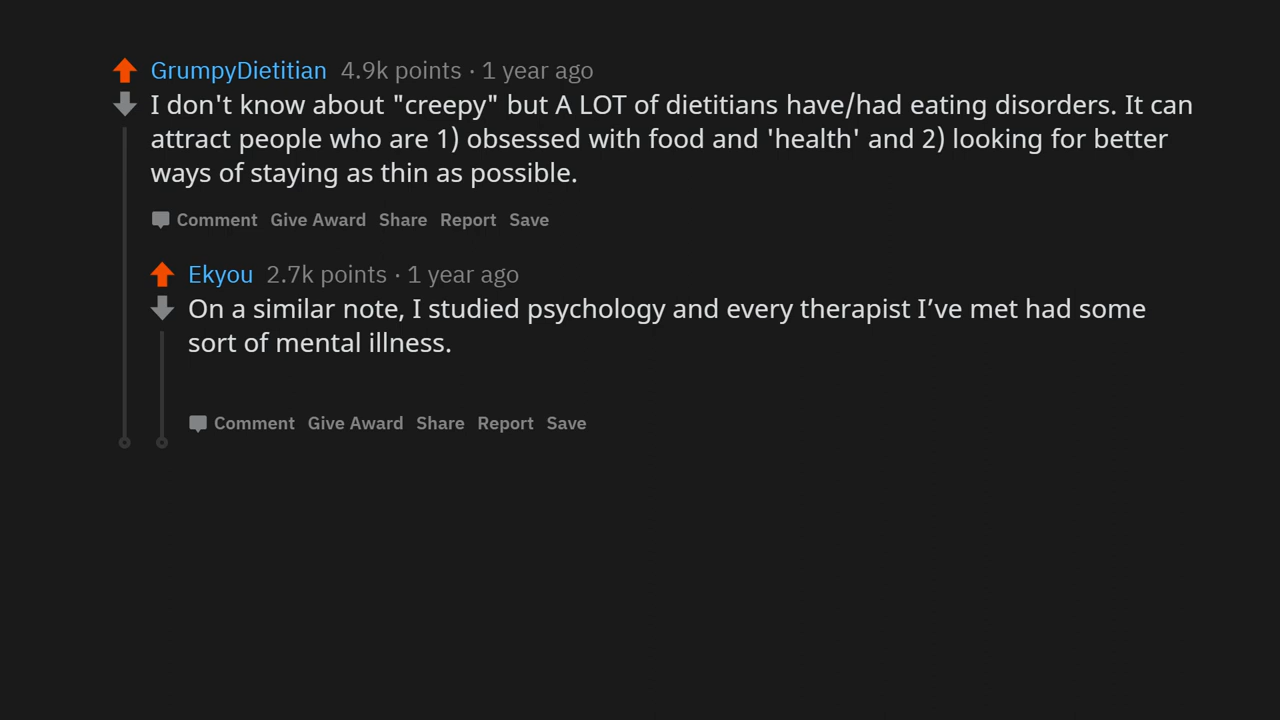 GrumpyDietitian 4.9k points · 1 year ago
I don't know about "creepy" but A LOT of dietitians have/had eating disorders. It can
attract people who are 1) obsessed with food and 'health' and 2) looking for better
ways of staying as thin as possible.
Comment Give Award Share Report Save
Ekyou 2.7k points · 1 year ago
On a similar note, I studied psychology and every therapist I’ve met had some
sort of mental illness.
Comment Give Award Share Report Save